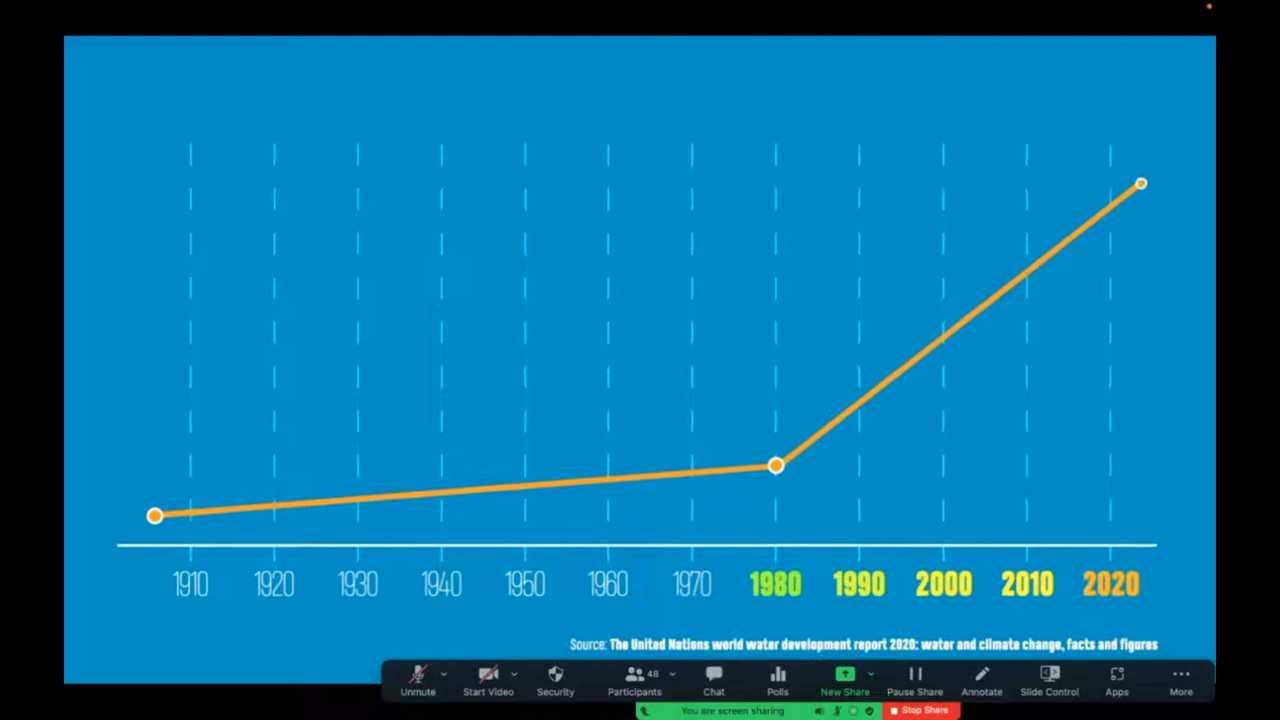 1910 1920 1930 1940 1950 1960 1970 1980 1990 2000 2010 2020
Source: The United Nations world water development report 2020: water and climate change, facts and figures
48
Unmute Start Video Security Participants Chat Polls New Share Pause Share Annotate Slide Control Apps More
You are screen sharing Stop Share